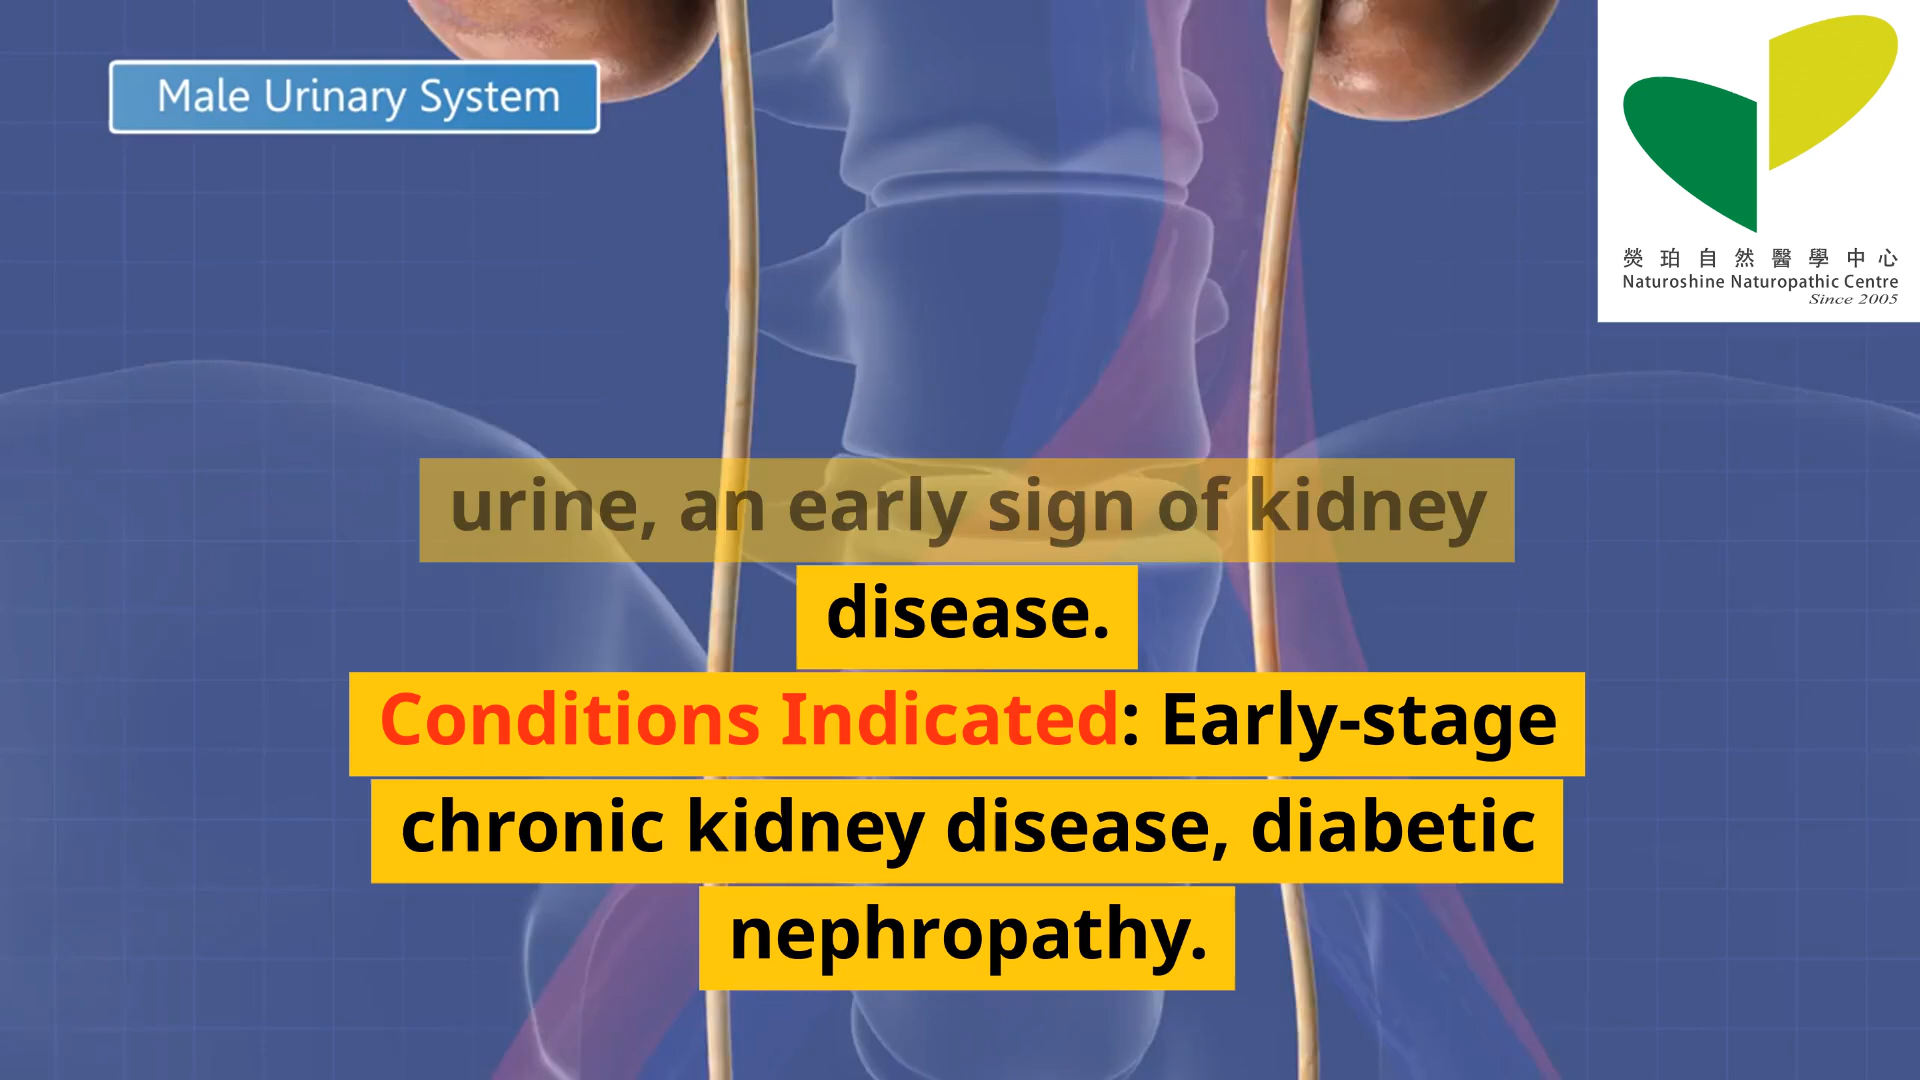 Male Urinary System
熒珀自然醫學中心
Naturoshine Naturopathic Centre
Since 2005
urine, an early sign of kidney
disease.
Conditions Indicated: Early-stage
chronic kidney disease, diabetic
nephropathy.